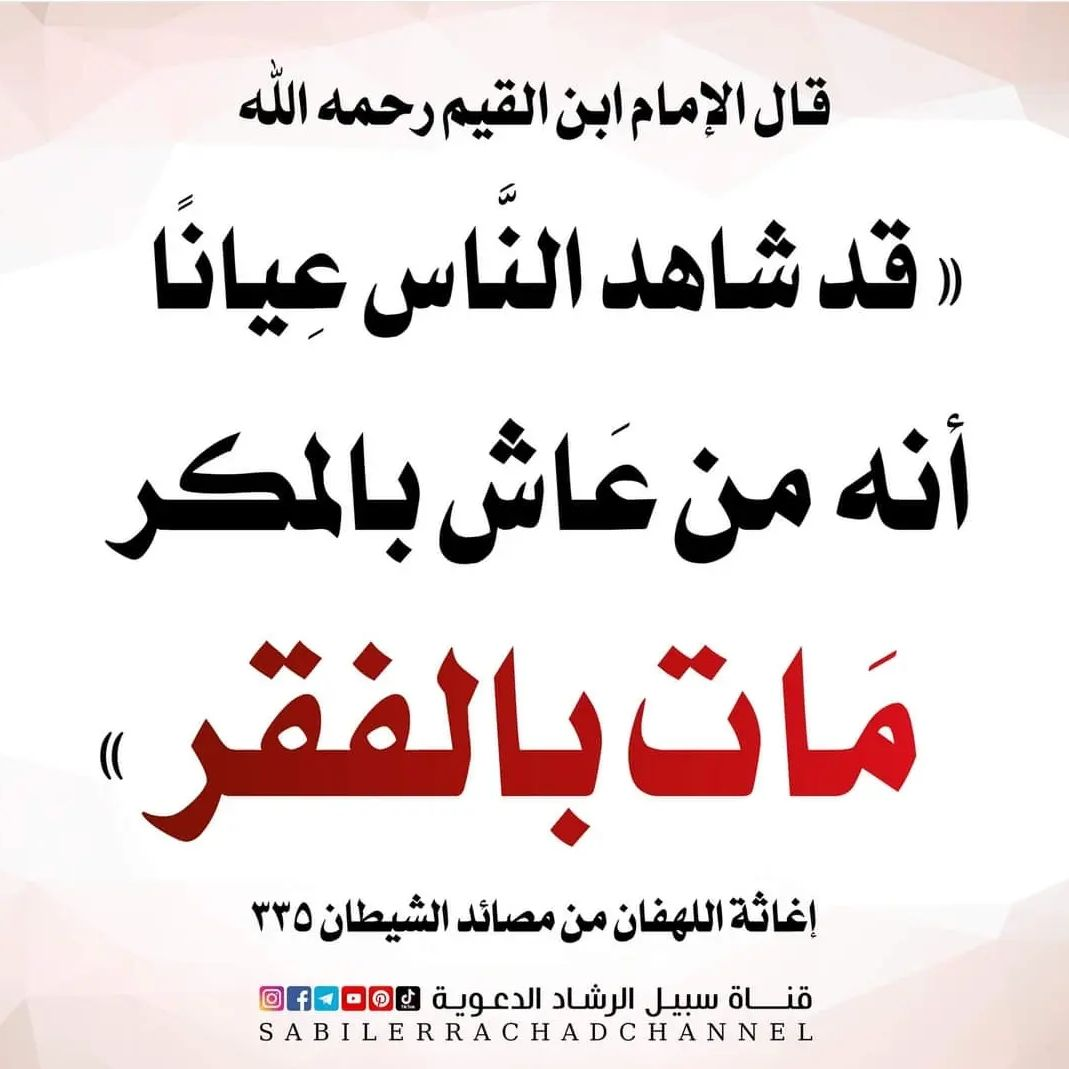 قال الإمام ابن القيم رحمه الله
(( قد شاهد النَّاس عِيانًا
أنه من عَاش بالمكر
مَات بالفقر ))
إغاثة اللهفان من مصائد الشيطان ٣٣٥
قنـــاة سبيل الرشاد الدعوية
SABILERRACHADCHANNEL